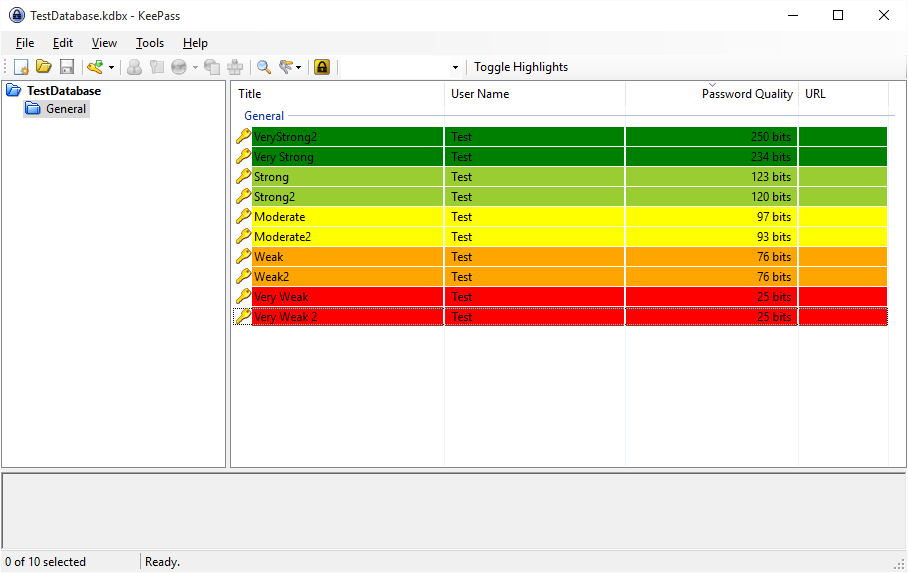 TestDatabase.kdbx - KeePass
File Edit View Tools Help
Toggle Highlights
TestDatabase
General
Title User Name Password Quality URL
General
VeryStrong2 Test 250 bits
Very Strong Test 234 bits
Strong Test 123 bits
Strong2 Test 120 bits
Moderate Test 97 bits
Moderate2 Test 93 bits
Weak Test 76 bits
Weak2 Test 76 bits
Very Weak Test 25 bits
Very Weak 2 Test 25 bits
0 of 10 selected Ready.